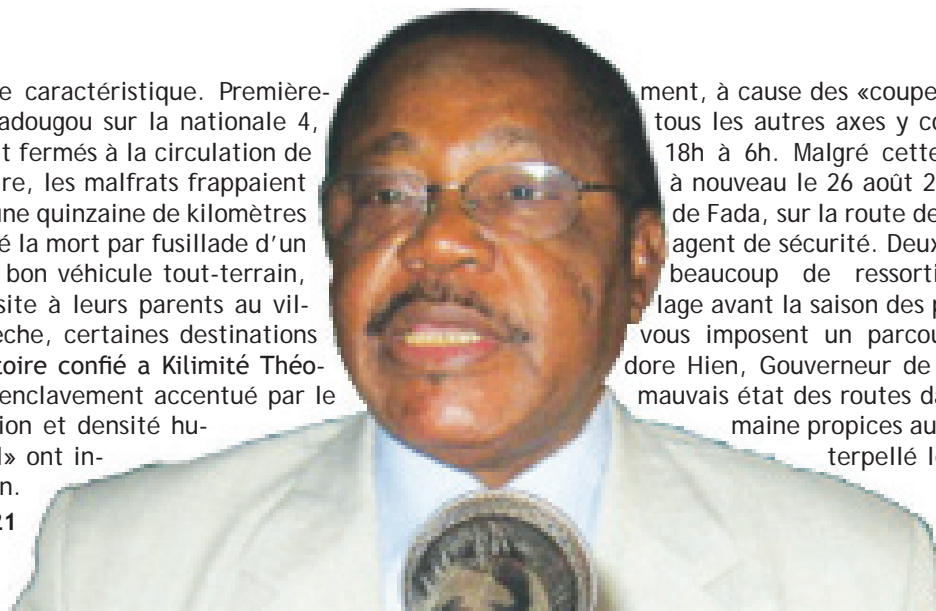 e caractéristique. Première- ment, à cause des «coupe
adougou sur la nationale 4, tous les autres axes y co
t fermés à la circulation de 18h à 6h. Malgré cette
re, les malfrats frappaient à nouveau le 26 août 2
une quinzaine de kilomètres de Fada, sur la route de
é la mort par fusillade d’un agent de sécurité. Deux
bon véhicule tout-terrain, beaucoup de ressorti
site à leurs parents au vil- lage avant la saison des p
èche, certaines destinations vous imposent un parcou
toire confié a Kilimité Théo- dore Hien, Gouverneur de
enclavement accentué par le mauvais état des routes da
ion et densité hu- maine propices au
l» ont in- terpellé l
n.
21